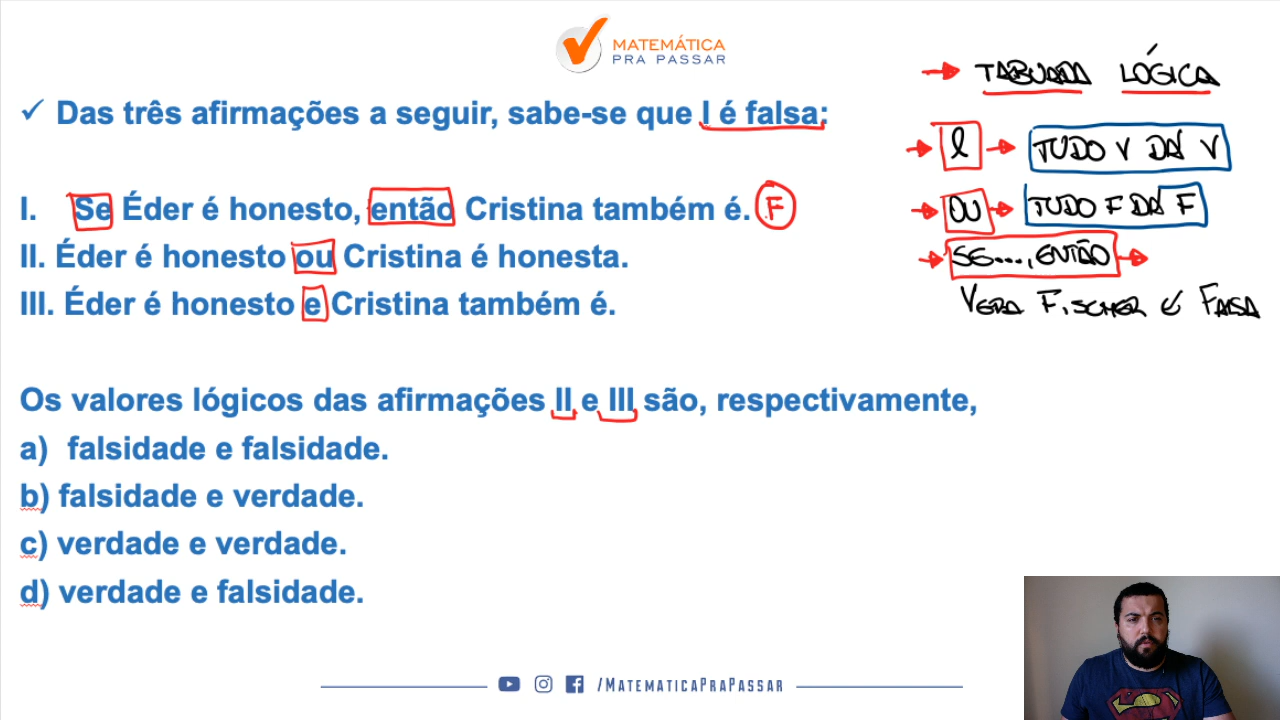 MATEMÁTICA
PRA PASSAR
✓ Das três afirmações a seguir, sabe-se que I é falsa:
I. Se Éder é honesto, então Cristina também é. F
II. Éder é honesto ou Cristina é honesta.
III. Éder é honesto e Cristina também é.
Os valores lógicos das afirmações II e III são, respectivamente,
a) falsidade e falsidade.
b) falsidade e verdade.
c) verdade e verdade.
d) verdade e falsidade.
→ TABUADA LÓGICA
→ e → TUDO V DÁ V
→ OU → TUDO F DÁ F
→ SE..., ENTÃO →
VERA FISCHER É FALSA
/MATEMATICAPRAPASSAR